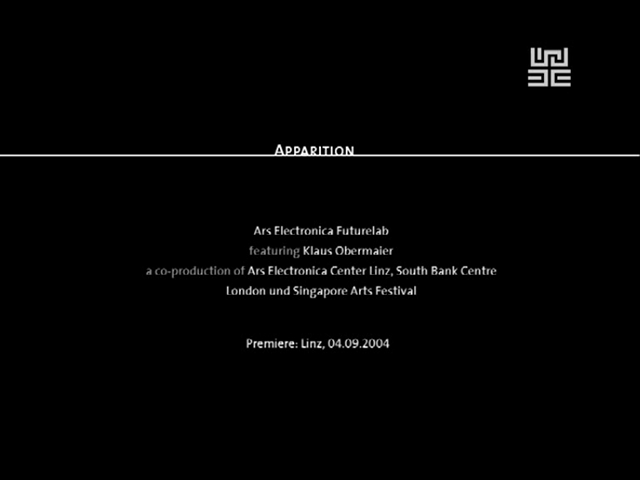 APPARITION
Ars Electronica Futurelab
featuring Klaus Obermaier
a co-production of Ars Electronica Center Linz, South Bank Centre
London und Singapore Arts Festival
Premiere: Linz, 04.09.2004